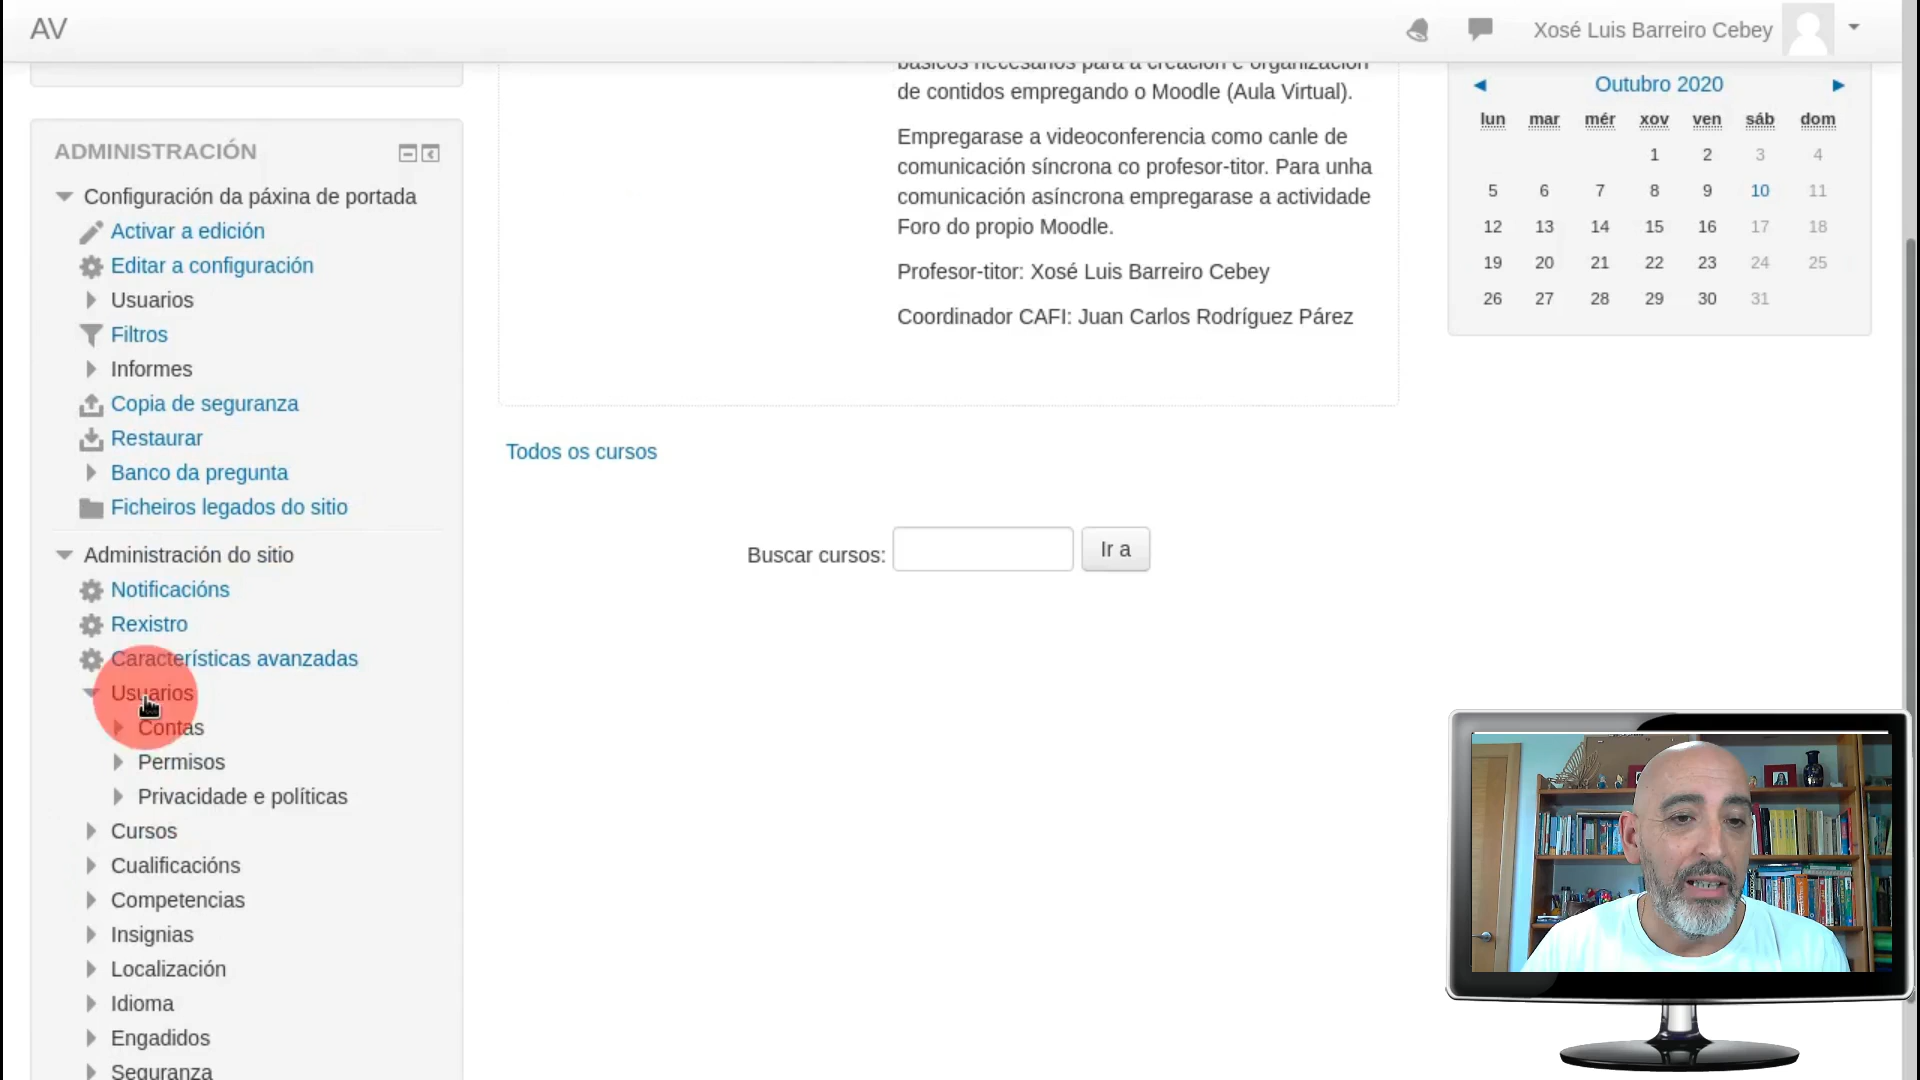 AV
Xosé Luis Barreiro Cebey
ADMINISTRACIÓN
Configuración da páxina de portada
Activar a edición
Editar a configuración
Usuarios
Filtros
Informes
Copia de seguranza
Restaurar
Banco da pregunta
Ficheiros legados do sitio
Administración do sitio
Notificacións
Rexistro
Características avanzadas
Usuarios
Contas
Permisos
Privacidade e políticas
Cursos
Cualificacións
Competencias
Insignias
Localización
Idioma
Engadidos
Seguranza
básicos necesarios para a creación e organización
de contidos empregando o Moodle (Aula Virtual).
Empregarase a videoconferencia como canle de
comunicación síncrona co profesor-titor. Para unha
comunicación asíncrona empregarase a actividade
Foro do propio Moodle.
Profesor-titor: Xosé Luis Barreiro Cebey
Coordinador CAFI: Juan Carlos Rodríguez Párez
Todos os cursos
Buscar cursos:
Ir a
Outubro 2020
lun mar mér xov ven sáb dom
1 2 3 4
5 6 7 8 9 10 11
12 13 14 15 16 17 18
19 20 21 22 23 24 25
26 27 28 29 30 31